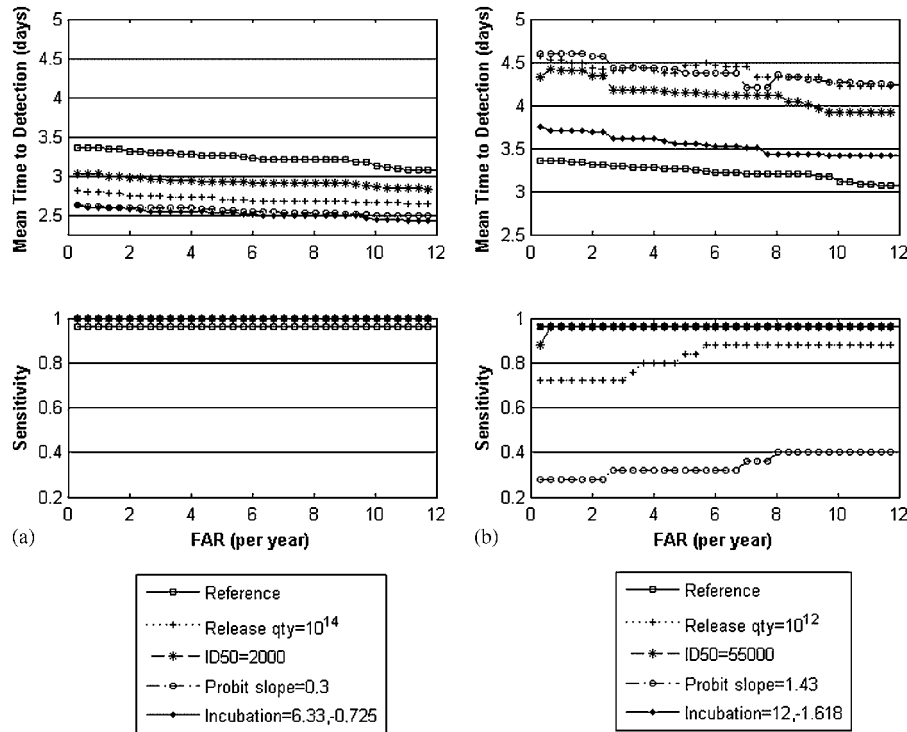 5
4.5
4
3.5
3
2.5
Mean Time to Detection (days)
0 2 4 6 8 10 12
5
4.5
4
3.5
3
2.5
Mean Time to Detection (days)
0 2 4 6 8 10 12
1
0.8
0.6
0.4
0.2
Sensitivity
0 2 4 6 8 10 12
(a)
FAR (per year)
1
0.8
0.6
0.4
0.2
Sensitivity
0 2 4 6 8 10 12
(b)
FAR (per year)
Reference
Release qty=10¹⁴
ID50=2000
Probit slope=0.3
Incubation=6.33,-0.725
Reference
Release qty=10¹²
ID50=55000
Probit slope=1.43
Incubation=12,-1.618